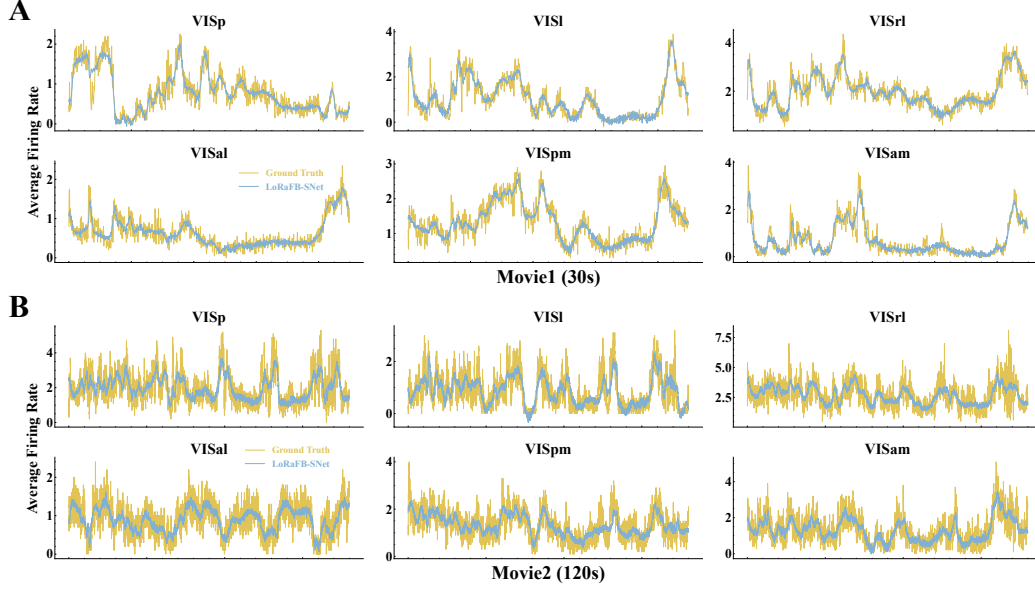 A
VISp
VISl
VISrl
Average Firing Rate
2
1
0
4
2
0
4
2
VISal
VISpm
VISam
Ground Truth
LoRaFB-SNet
2
1
0
3
2
1
4
2
0
Movie1 (30s)
B
VISp
VISl
VISrl
Average Firing Rate
4
2
0
2
0
7.5
5.0
2.5
VISal
VISpm
VISam
Ground Truth
LoRaFB-SNet
2
1
0
4
2
0
4
2
0
Movie2 (120s)